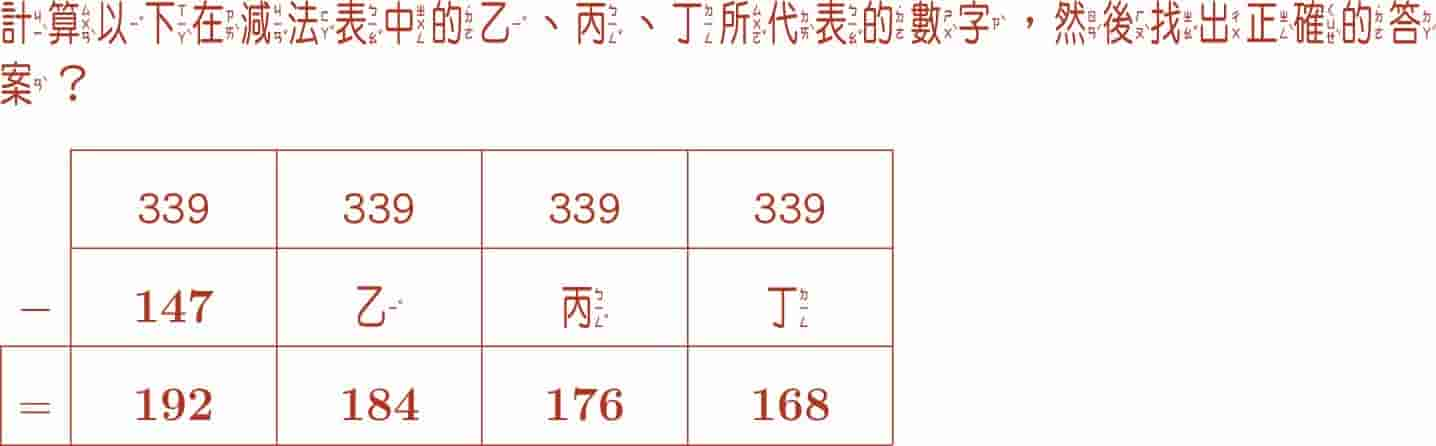 計算以下在減法表中的乙、丙、丁所代表的數字，然後找出正確的答
案？
339 339 339 339
− 147 乙 丙 丁
= 192 184 176 168